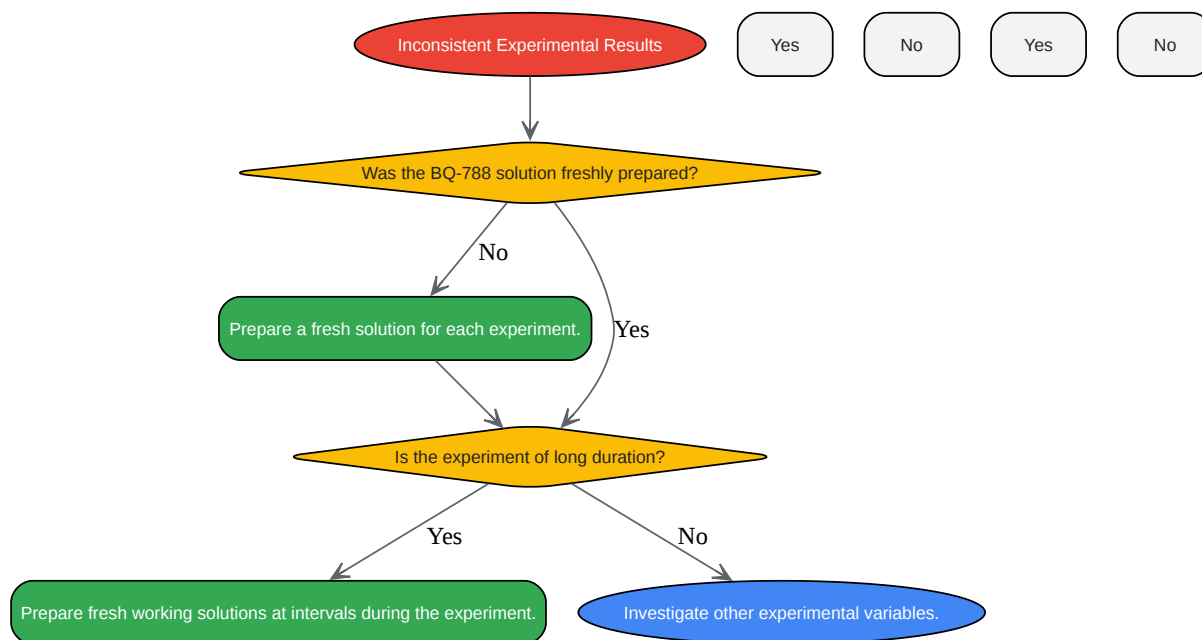 Inconsistent Experimental Results
Yes
No
Yes
No
Was the BQ-788 solution freshly prepared?
No
Prepare a fresh solution for each experiment.
Yes
Is the experiment of long duration?
Yes
No
Prepare fresh working solutions at intervals during the experiment.
Investigate other experimental variables.